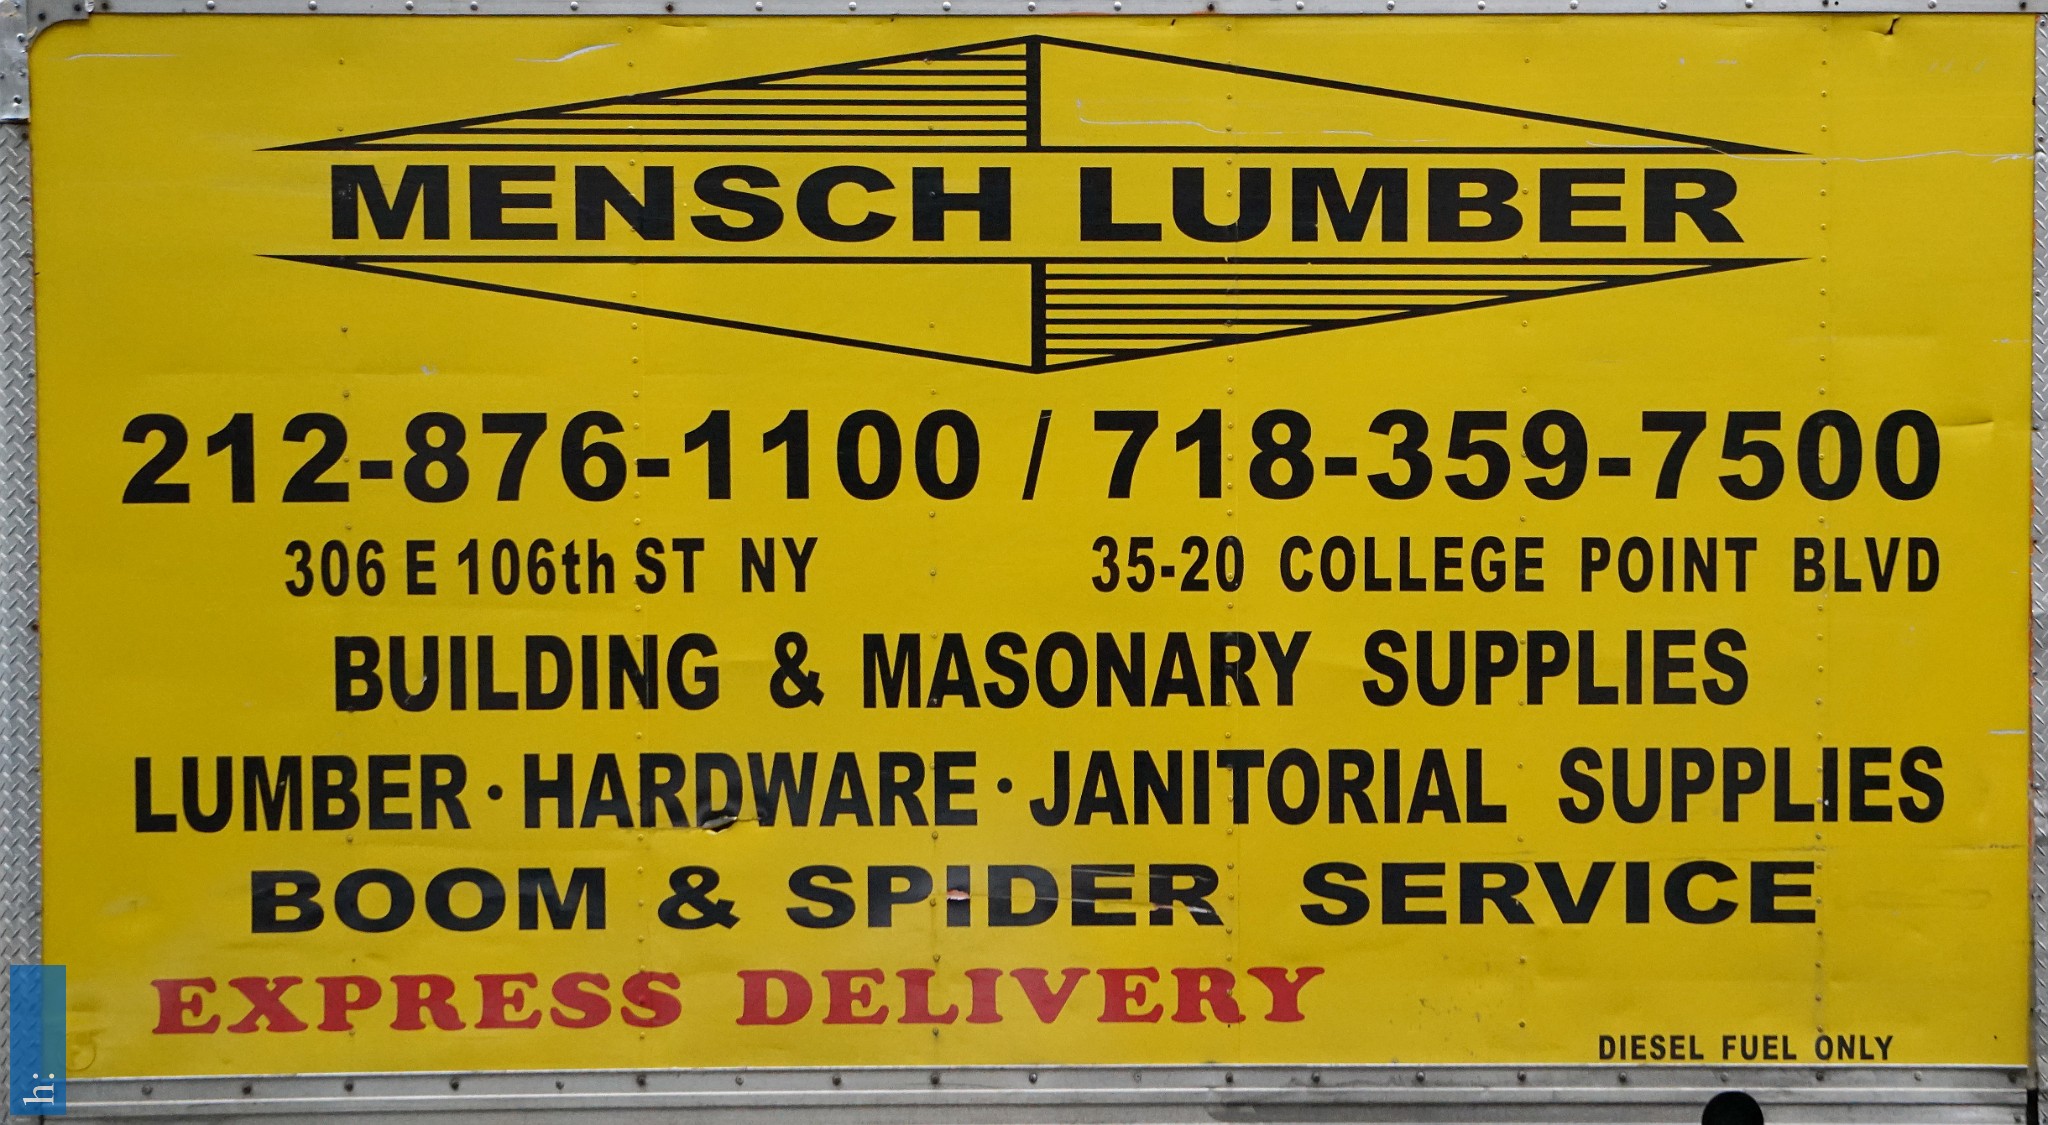 MENSCH LUMBER
212-876-1100 / 718-359-7500
306 E 106th ST NY 35-20 COLLEGE POINT BLVD
BUILDING & MASONARY SUPPLIES
LUMBER · HARDWARE · JANITORIAL SUPPLIES
BOOM & SPIDER SERVICE
EXPRESS DELIVERY
DIESEL FUEL ONLY
h: